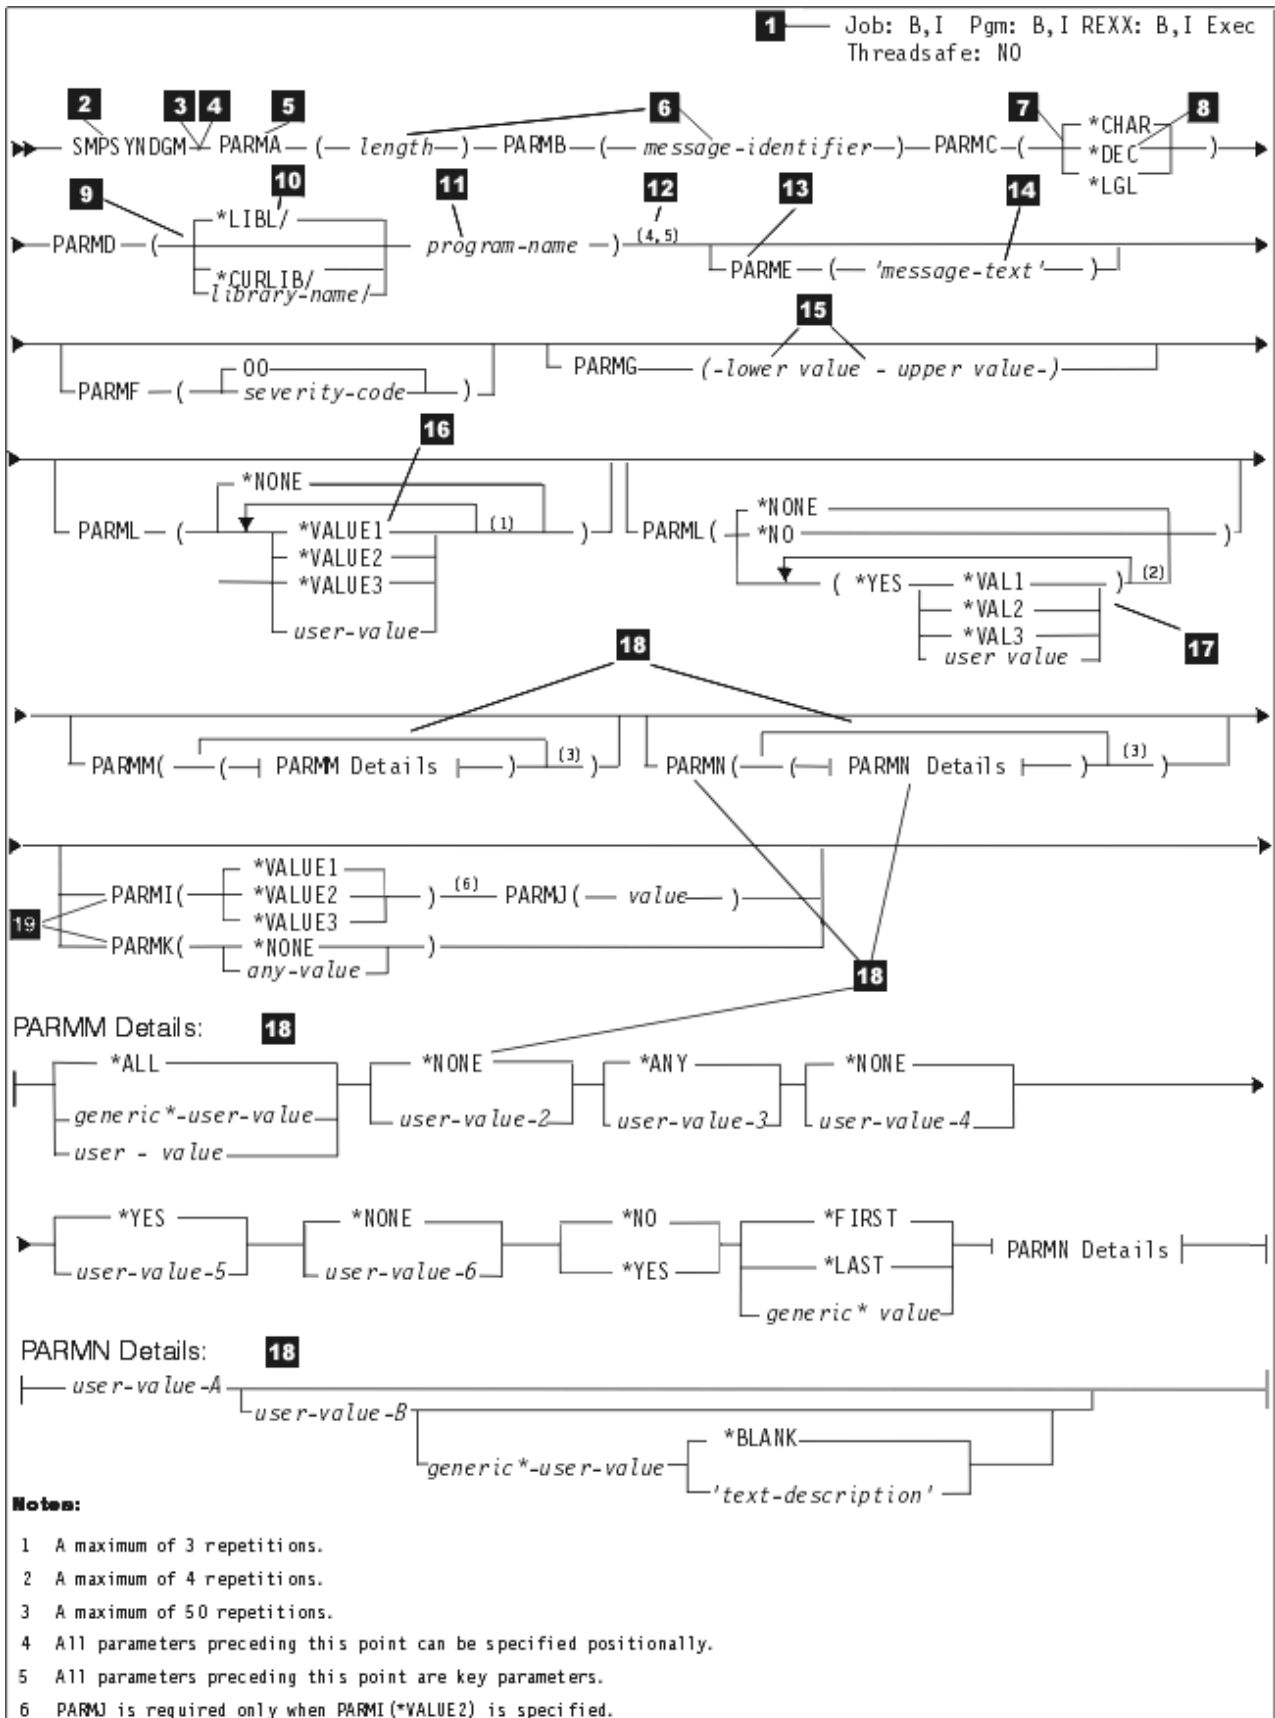 1 Job: B,I Pgm: B,I REXX: B,I Exec
Threadsafe: NO
2 3 4 5 6 7 8
SMPSYNDGM PARMA ( length ) PARMB ( message-identifier ) PARMC ( *CHAR
*DEC )
*LGL
9 10 11 12 13 14
*LIBL/
PARMD ( program-name ) (4,5)
*CURLIB/
library-name/
PARME ( 'message-text' )
15
00
PARMF ( severity-code )
PARMG (-lower value - upper value-)
16
*NONE
PARML ( *VALUE1 (1) )
*VALUE2
*VALUE3
user-value
*NONE
PARML ( *NO )
( *YES *VAL1 ) (2)
*VAL2
*VAL3
user value
17
18
PARMM( ( PARMM Details ) (3) ) PARMN( ( PARMN Details ) (3) )
19
*VALUE1
PARMI( *VALUE2 ) (6) PARMJ( value )
*VALUE3
PARMK( *NONE )
any-value
18
PARMM Details: 18
*ALL *NONE *ANY *NONE
generic*-user-value user-value-2 user-value-3 user-value-4
user - value
*YES *NONE *NO *FIRST
user-value-5 user-value-6 *YES *LAST PARMN Details
generic* value
PARMN Details: 18
user-value-A
user-value-B
*BLANK
generic*-user-value
'text-description'
Notes:
1 A maximum of 3 repetitions.
2 A maximum of 4 repetitions.
3 A maximum of 50 repetitions.
4 All parameters preceding this point can be specified positionally.
5 All parameters preceding this point are key parameters.
6 PARMJ is required only when PARMI(*VALUE2) is specified.